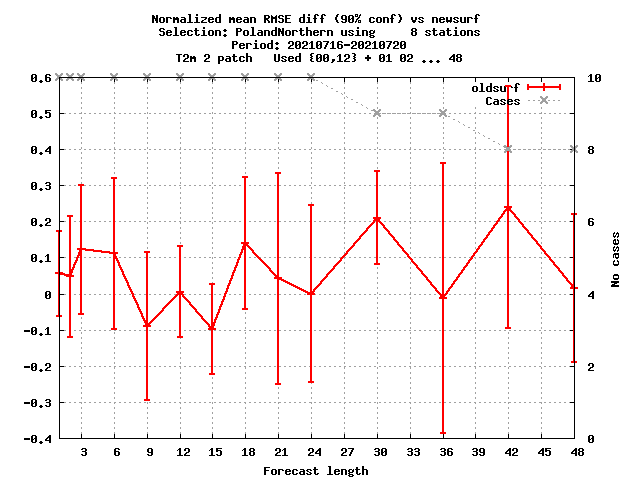 Normalized mean RMSE diff (90% conf) vs newsurf
Selection: PolandNorthern using     8 stations
Period: 20210716-20210720
T2m 2 patch   Used {00,12} + 01 02 ... 48
oldsurf
Cases
0.6
0.5
0.4
0.3
0.2
0.1
0
-0.1
-0.2
-0.3
-0.4
10
8
6
4
2
0
No cases
3 6 9 12 15 18 21 24 27 30 33 36 39 42 45 48
Forecast length